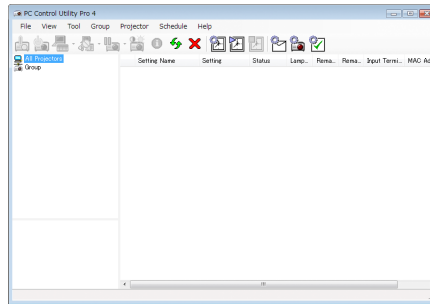 PC Control Utility Pro 4
File View Tool Group Projector Schedule Help
All Projectors
Group
Setting Name Setting Status Lamp... Rema... Rema... Input Termi... MAC Ad